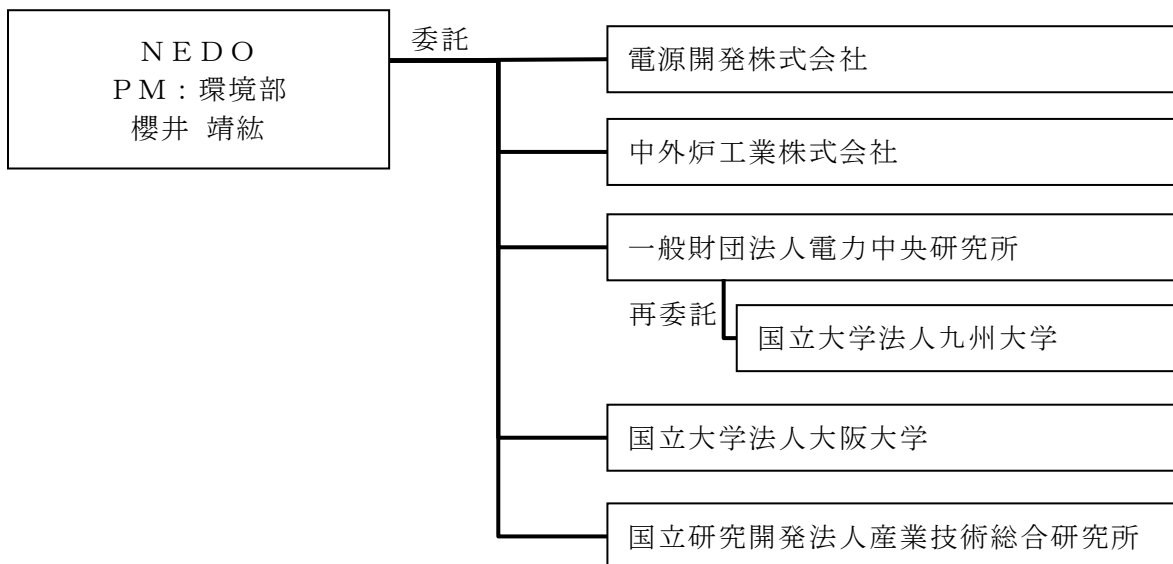 ＮＥＤＯ
ＰＭ：環境部
櫻井 靖紘
委託
電源開発株式会社
中外炉工業株式会社
一般財団法人電力中央研究所
再委託
国立大学法人九州大学
国立大学法人大阪大学
国立研究開発法人産業技術総合研究所